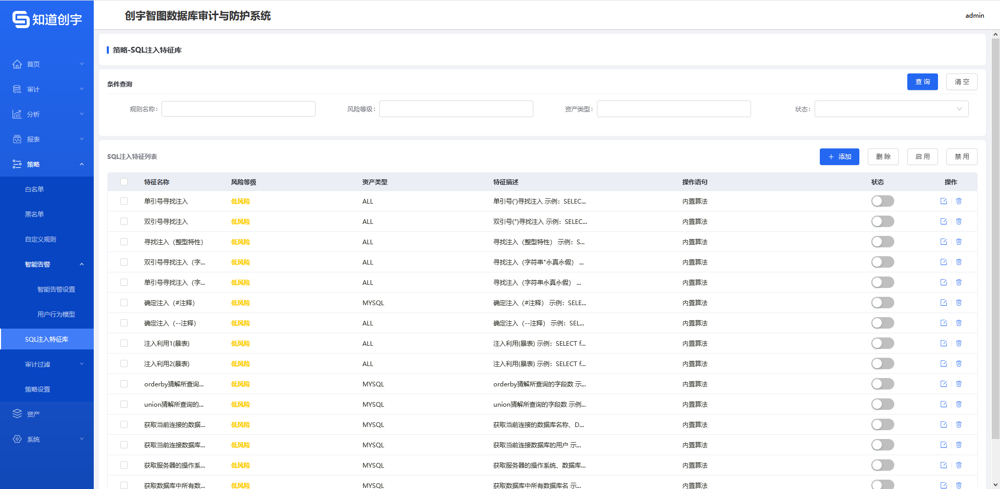 知道创宇
创宇智图数据库审计与防护系统
admin
首页
审计
分析
报表
策略
白名单
黑名单
自定义规则
智能告警
智能告警设置
用户行为模型
SQL注入特征库
审计过滤
策略设置
资产
系统
策略-SQL注入特征库
条件查询
查 询
清 空
规则名称：
风险等级：
资产类型：
状态：
SQL注入特征列表
+ 添加
删 除
启 用
禁 用
特征名称 风险等级 资产类型 特征描述 操作语句 状态 操作
单引号寻找注入 低风险 ALL 单引号(')寻找注入 示例：SELEC... 内置算法
双引号寻找注入 低风险 ALL 双引号(")寻找注入 示例：SELEC... 内置算法
寻找注入（整型特性） 低风险 ALL 寻找注入（整型特性） 示例：S... 内置算法
双引号寻找注入（字... 低风险 ALL 寻找注入（字符串"永真永假） ... 内置算法
单引号寻找注入（字... 低风险 ALL 寻找注入（字符串永真永假） ... 内置算法
确定注入（#注释） 低风险 MYSQL 确定注入（#注释） 示例：SELE... 内置算法
确定注入（--注释） 低风险 ALL 确定注入（--注释） 示例：SEL... 内置算法
注入利用1(暴表) 低风险 ALL 注入利用(暴表) 示例：SELECT f... 内置算法
注入利用2(暴表) 低风险 ALL 注入利用(暴表) 示例：SELECT f... 内置算法
orderby猜解所查询... 低风险 MYSQL orderby猜解所查询的字段数 示... 内置算法
union猜解所查询的... 低风险 MYSQL union猜解所查询的字段数 示例... 内置算法
获取当前连接的数据... 低风险 MYSQL 获取当前连接的数据库名称、D... 内置算法
获取当前连接数据库... 低风险 MYSQL 获取当前连接数据库的用户 示... 内置算法
获取服务器的操作系... 低风险 MYSQL 获取服务器的操作系统、数据库... 内置算法
获取数据库中所有数... 低风险 MYSQL 获取数据库中所有数据库名 示... 内置算法